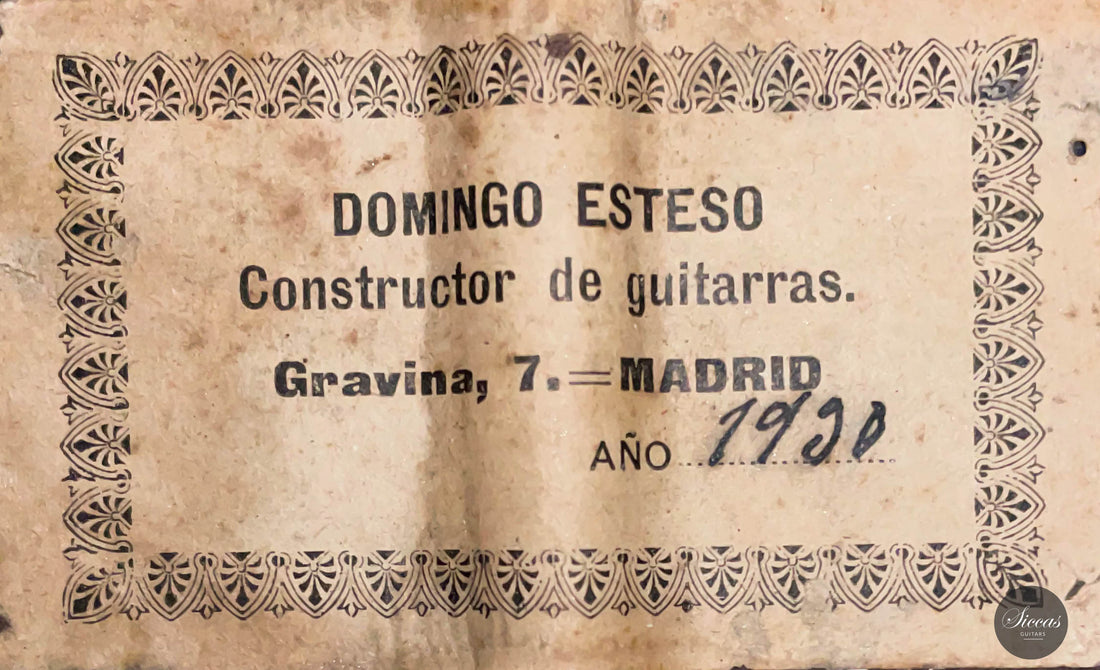 DOMINGO ESTESO
Constructor de guitarras.
Gravina, 7.=MADRID
AÑO 1930
Siccas
GUITARS